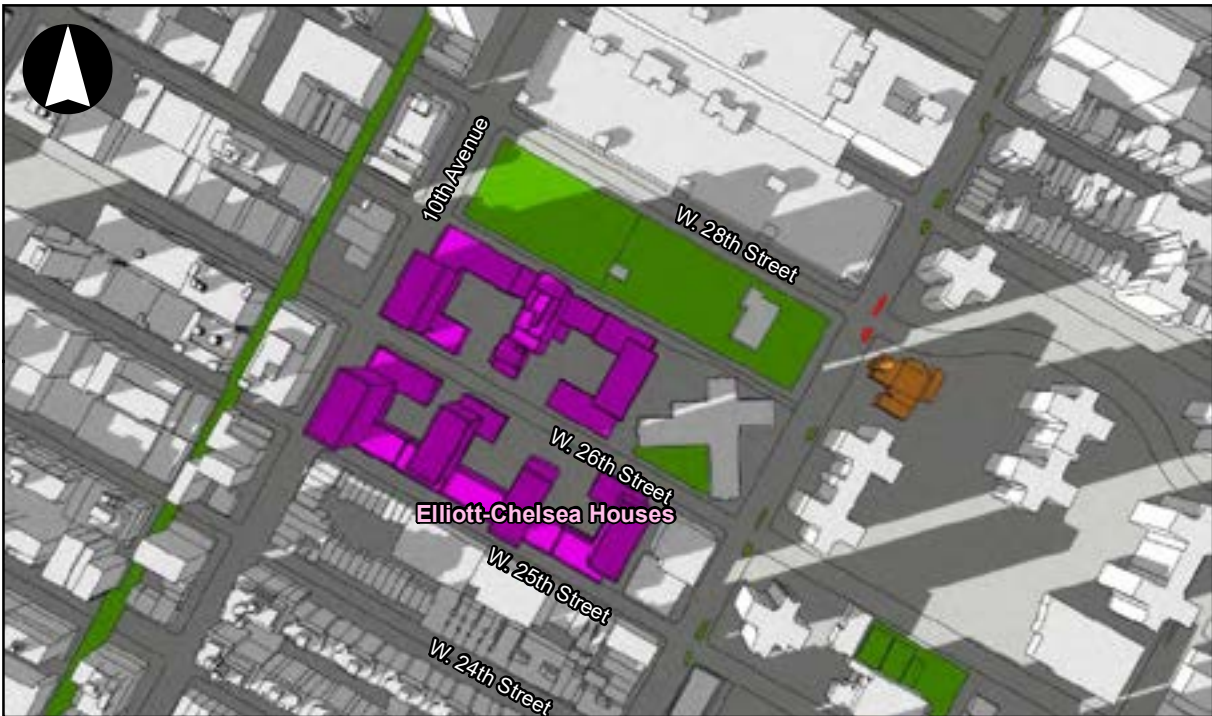 10th Avenue
W. 28th Street
W. 26th Street
Elliott-Chelsea Houses
W. 25th Street
W. 24th Street